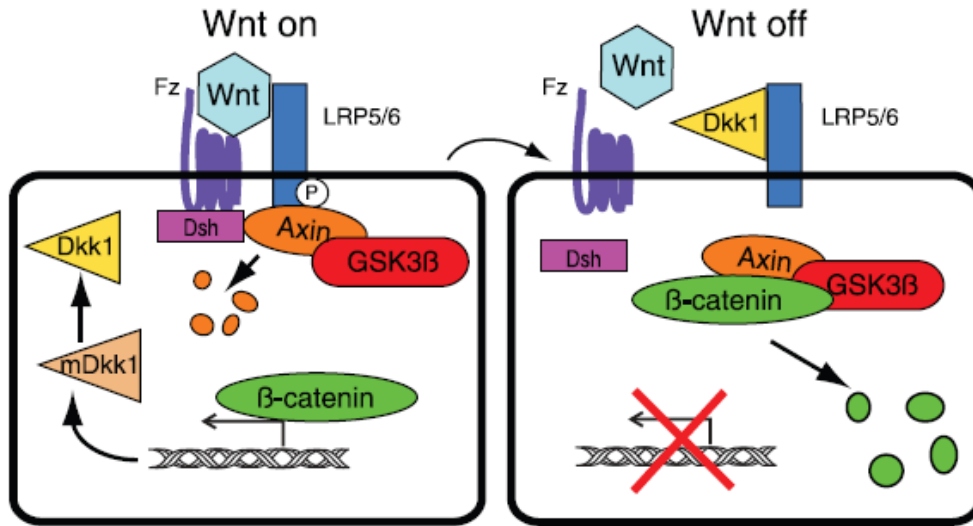 Wnt on
Fz
Wnt
LRP5/6
P
Dsh
Axin
GSK3ß
Dkk1
mDkk1
ß-catenin
Wnt off
Fz
Wnt
Dkk1
LRP5/6
Dsh
Axin
GSK3ß
ß-catenin